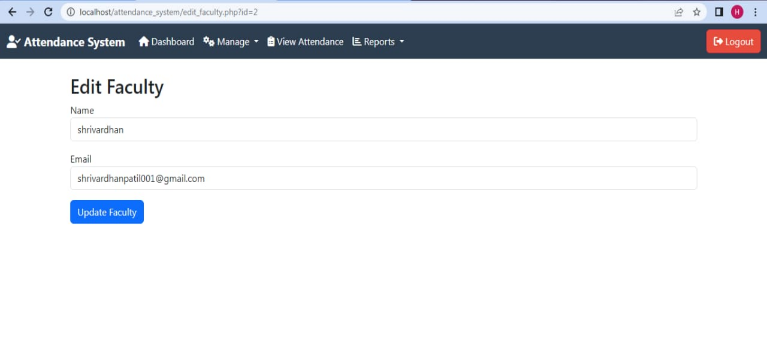 localhost/attendance_system/edit_faculty.php?id=2
H
Attendance System Dashboard Manage View Attendance Reports Logout
Edit Faculty
Name
shrivardhan
Email
shrivardhanpatil001@gmail.com
Update Faculty